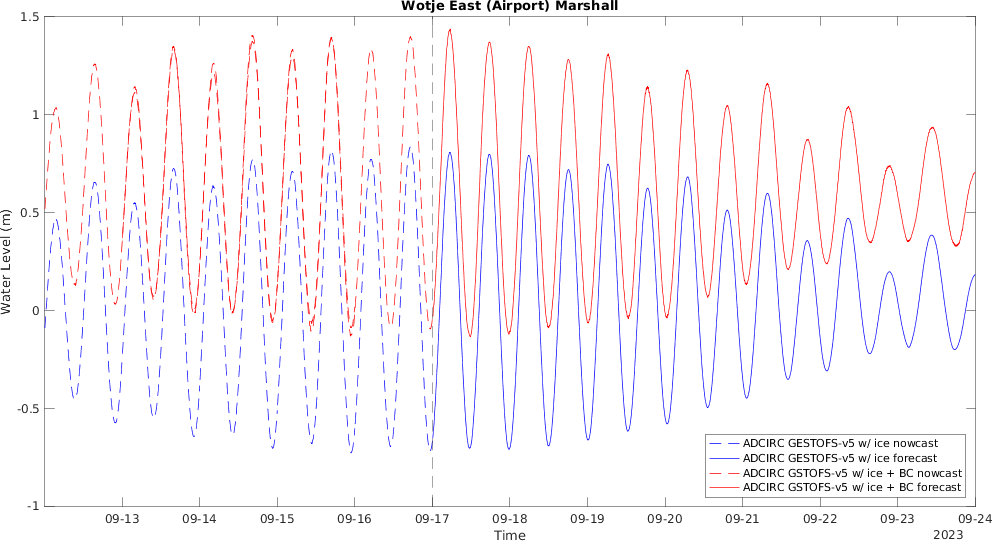 Wotje East (Airport) Marshall
1.5
1
0.5
0
-0.5
-1
Water Level (m)
ADCIRC GESTOFS-v5 w/ ice nowcast
ADCIRC GESTOFS-v5 w/ ice forecast
ADCIRC GSTOFS-v5 w/ ice + BC nowcast
ADCIRC GSTOFS-v5 w/ ice + BC forecast
09-13 09-14 09-15 09-16 09-17 09-18 09-19 09-20 09-21 09-22 09-23 09-24
Time
2023